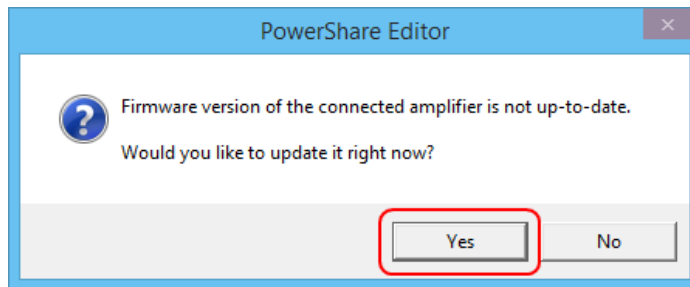 PowerShare Editor
Firmware version of the connected amplifier is not up-to-date.
Would you like to update it right now?
Yes No